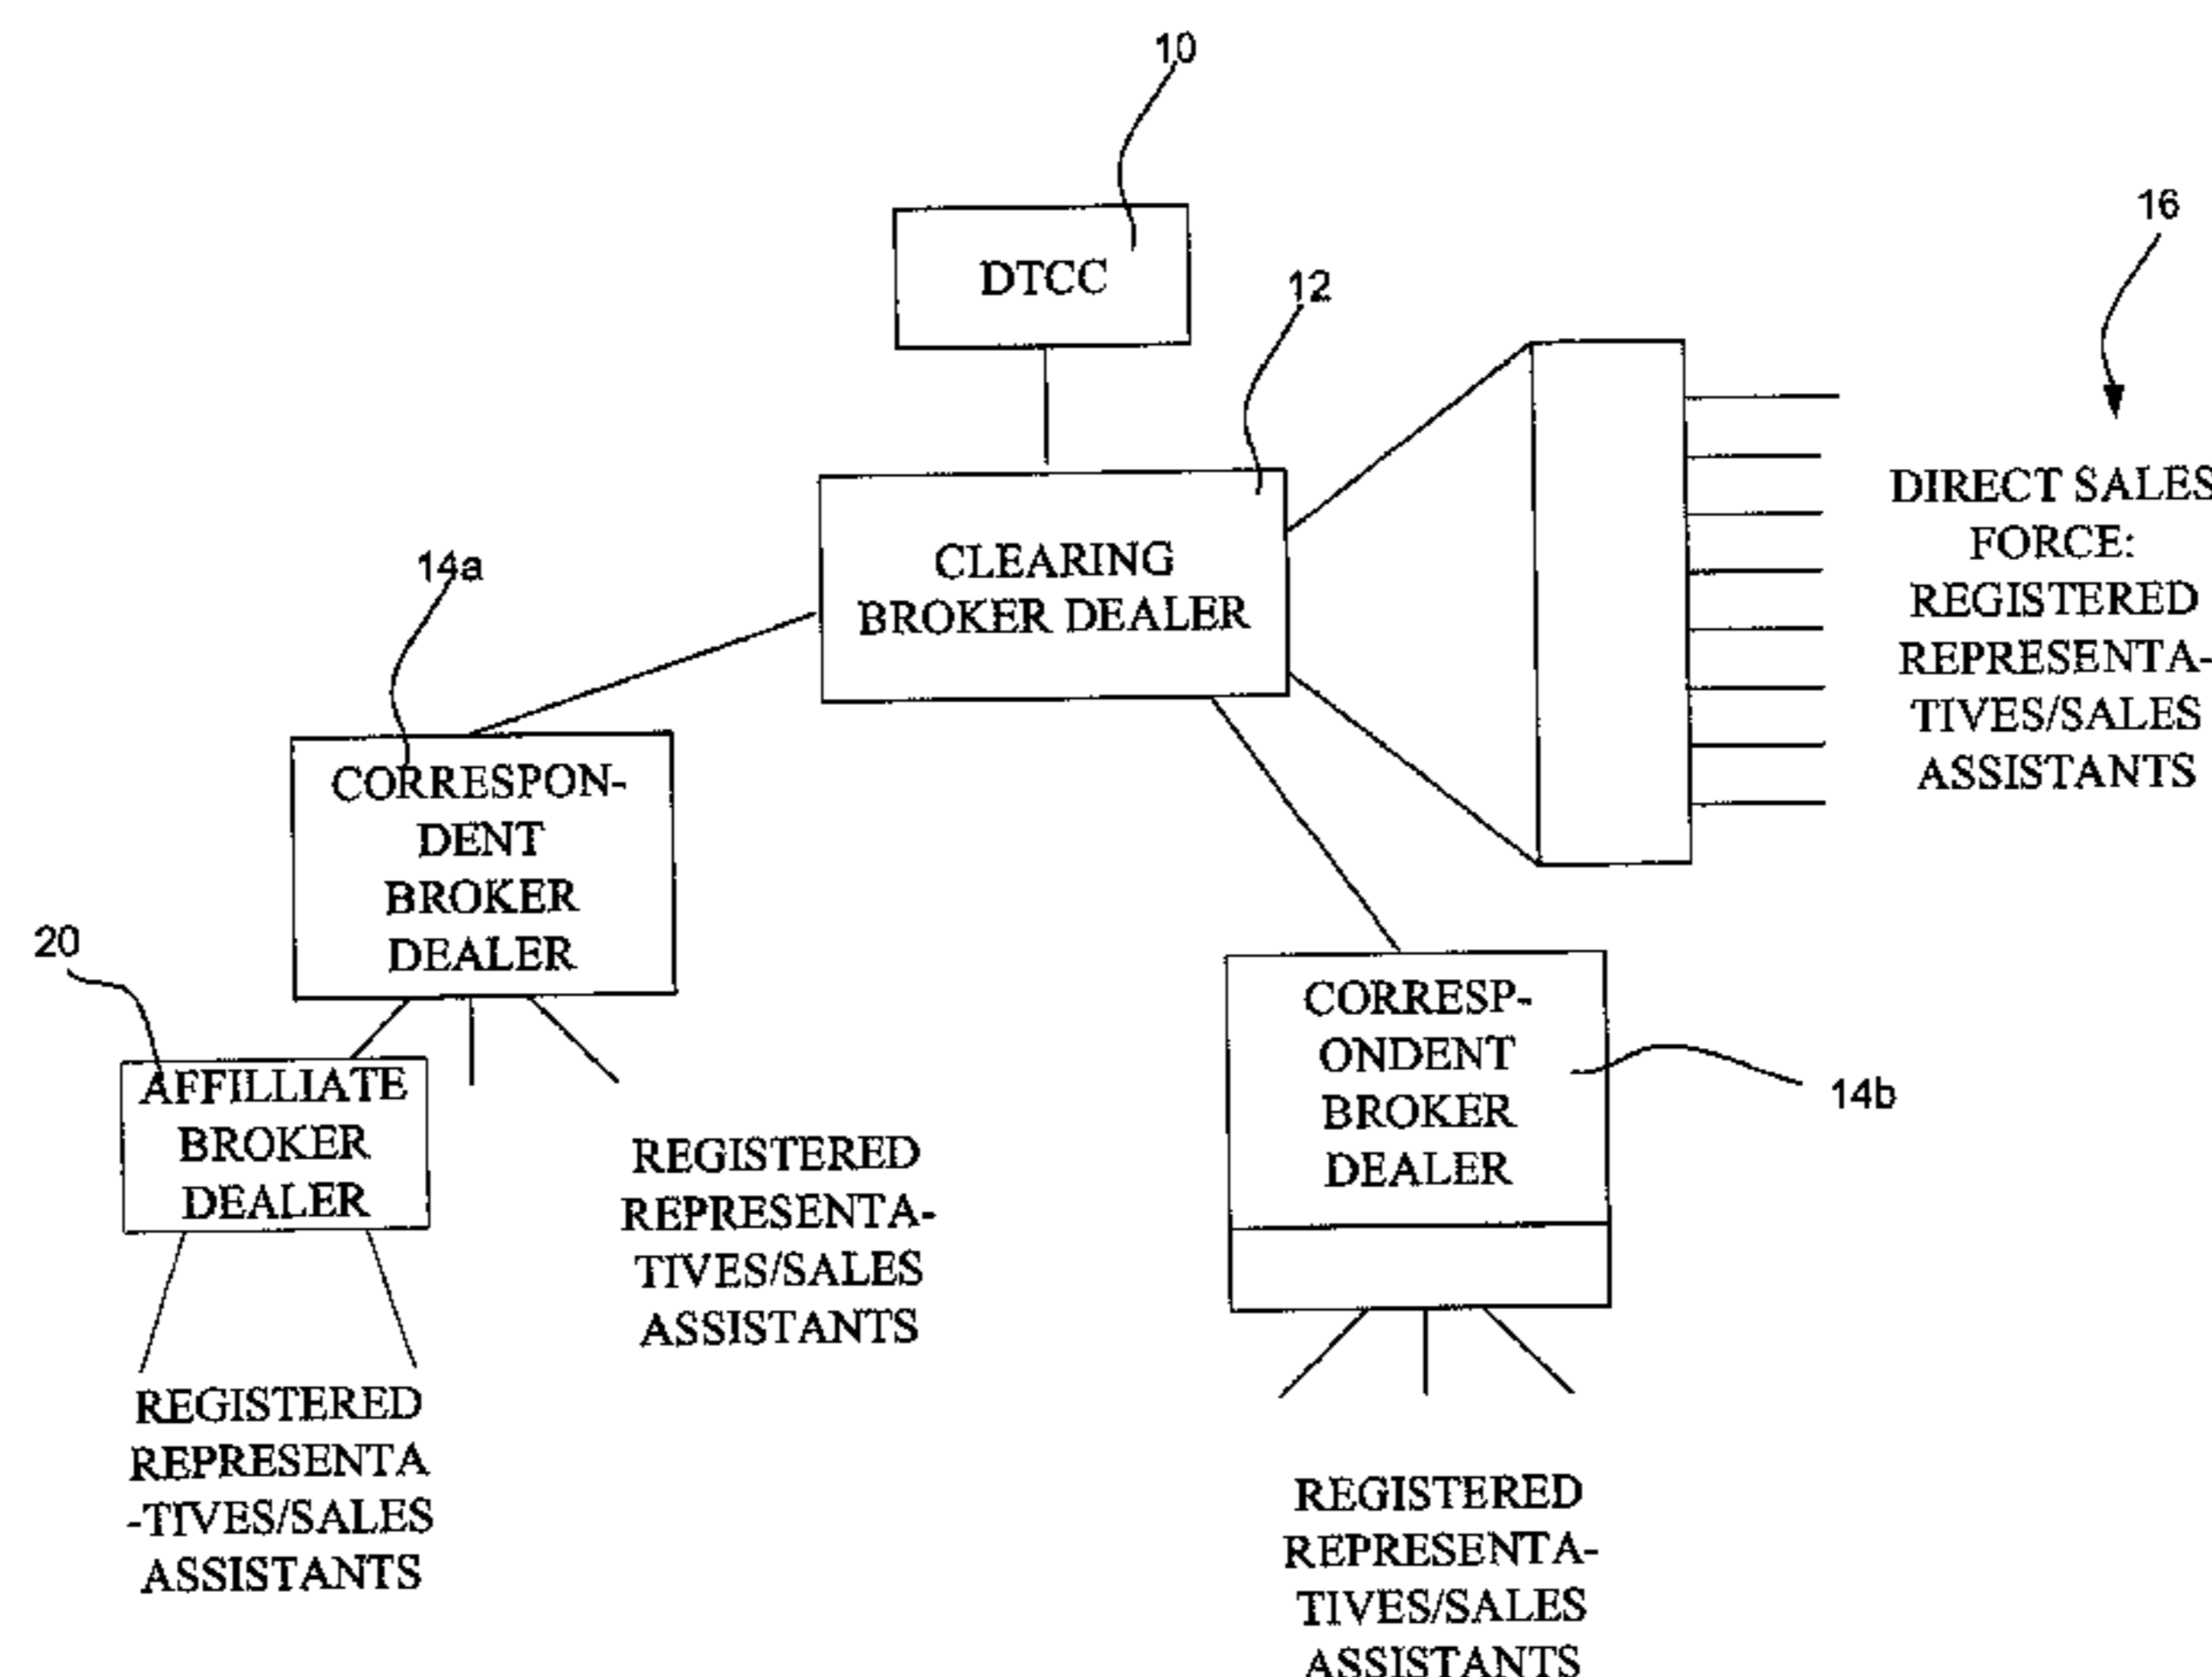 10
16
DTCC
12
DIRECT SALES
FORCE:
REGISTERED
REPRESENTA-
TIVES/SALES
ASSISTANTS
CLEARING
BROKER DEALER
14a
CORRESPON-
DENT
BROKER
DEALER
20
AFFILLIATE
BROKER
DEALER
CORRESP-
ONDENT
BROKER
DEALER
14b
REGISTERED
REPRESENTA-
TIVES/SALES
ASSISTANTS
REGISTERED
REPRESENTA
-TIVES/SALES
ASSISTANTS
REGISTERED
REPRESENTA-
TIVES/SALES
ASSISTANTS